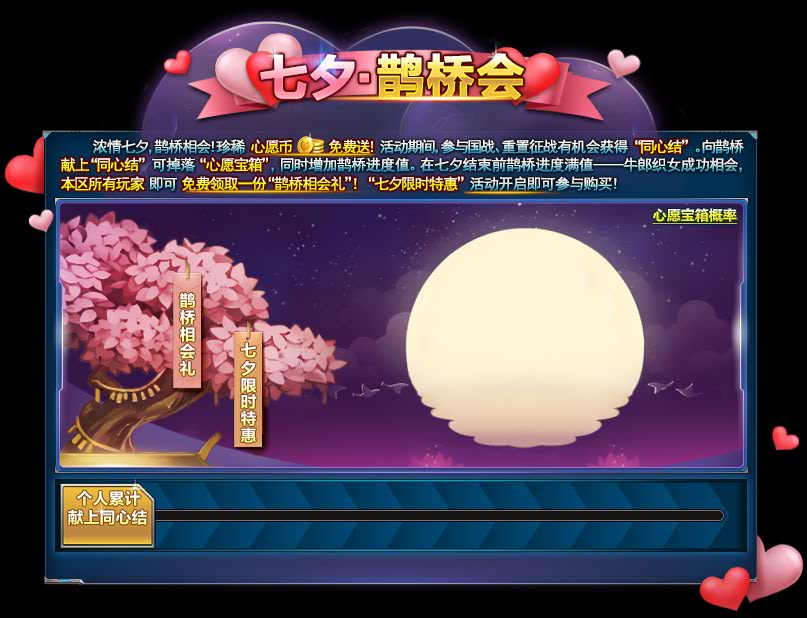 七夕·鹊桥会
浓情七夕,鹊桥相会!珍稀 心愿币 免费送! 活动期间,参与国战、重置征战有机会获得 “同心结” 。向鹊桥
献上“同心结” 可掉落 “心愿宝箱”, 同时增加鹊桥进度值。在七夕结束前鹊桥进度满值——牛郎织女成功相会,
本区所有玩家 即可 免费领取一份“鹊桥相会礼”! “七夕限时特惠” 活动开启即可参与购买!
心愿宝箱概率
鹊桥相会礼
七夕限时特惠
个人累计
献上同心结